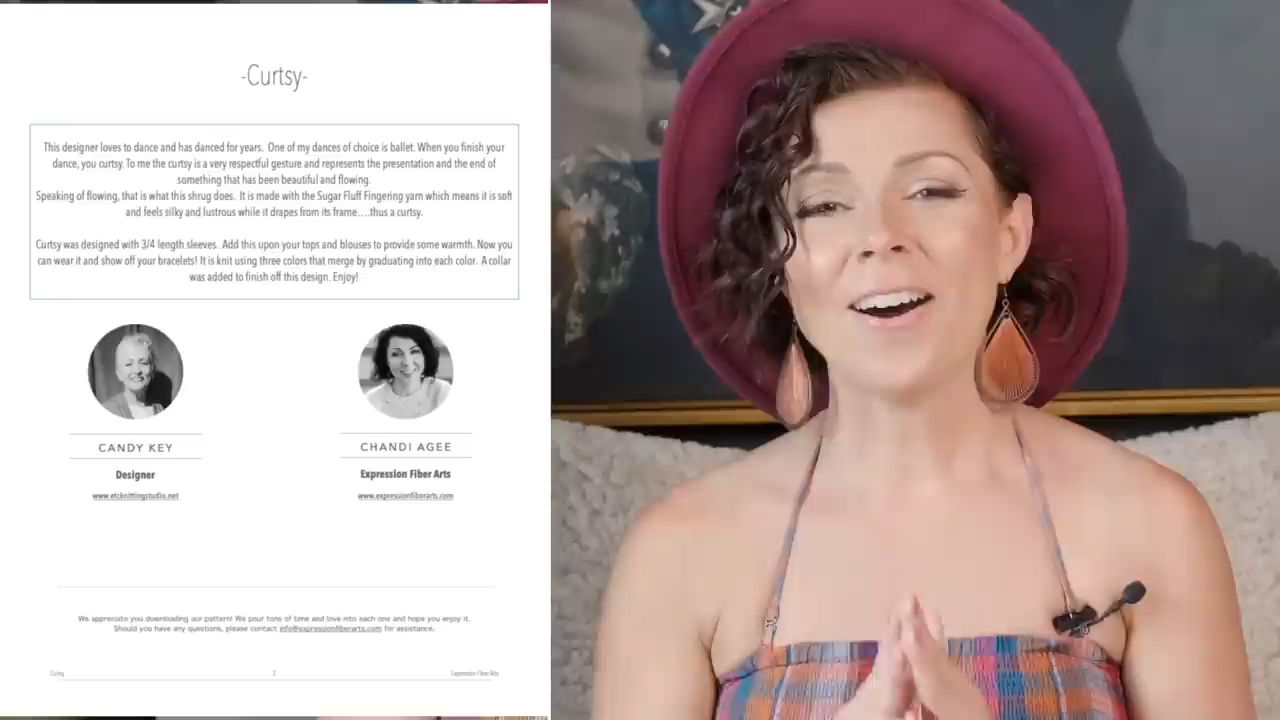 -Curtsy-
This designer loves to dance and has danced for years. One of my dances of choice is ballet. When you finish your
dance, you curtsy. To me the curtsy is a very respectful gesture and represents the presentation and the end of
something that has been beautiful and flowing.
Speaking of flowing, that is what this shrug does. It is made with the Sugar Fluff Fingering yarn which means it is soft
and feels silky and lustrous while it drapes from its frame....thus a curtsy.
Curtsy was designed with 3/4 length sleeves. Add this upon your tops and blouses to provide some warmth. Now you
can wear it and show off your bracelets! It is knit using three colors that merge by graduating into each color. A collar
was added to finish off this design. Enjoy!
CANDY KEY
Designer
www.etcknittingstudio.net
CHANDI AGEE
Expression Fiber Arts
www.expressionfiberarts.com
We appreciate you downloading our pattern! We pour tons of time and love into each one and hope you enjoy it.
Should you have any questions, please contact info@expressionfiberarts.com for assistance.
Curtsy 2 Expression Fiber Arts